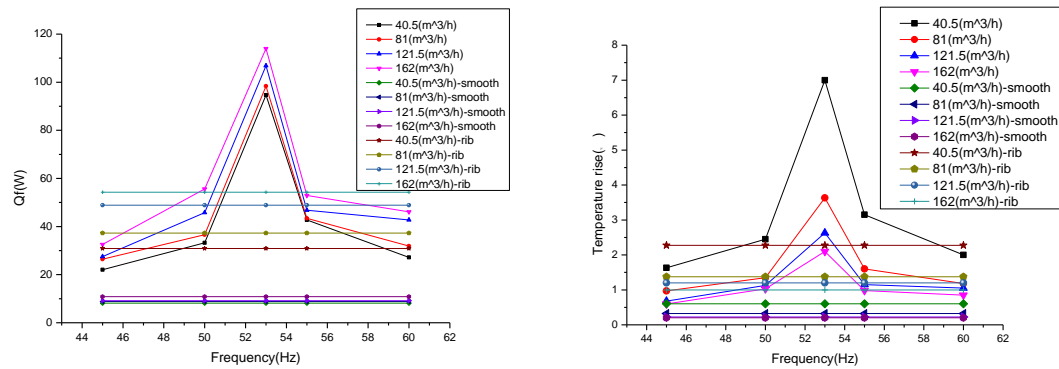 40.5(m^3/h)
81(m^3/h)
121.5(m^3/h)
162(m^3/h)
40.5(m^3/h)-smooth
81(m^3/h)-smooth
121.5(m^3/h)-smooth
162(m^3/h)-smooth
40.5(m^3/h)-rib
81(m^3/h)-rib
121.5(m^3/h)-rib
162(m^3/h)-rib
120
100
80
60
40
20
0
Qf(W)
44 46 48 50 52 54 56 58 60 62
Frequency(Hz)
40.5(m^3/h)
81(m^3/h)
121.5(m^3/h)
162(m^3/h)
40.5(m^3/h)-smooth
81(m^3/h)-smooth
121.5(m^3/h)-smooth
162(m^3/h)-smooth
40.5(m^3/h)-rib
81(m^3/h)-rib
121.5(m^3/h)-rib
162(m^3/h)-rib
8
7
6
5
4
3
2
1
0
Temperature rise( )
44 46 48 50 52 54 56 58 60 62
Frequency(Hz)